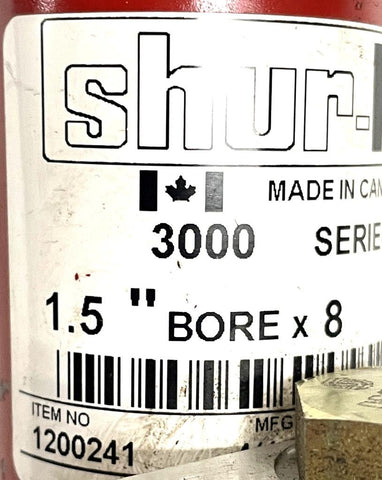 shur.
MADE IN CAN
3000 SERIE
1.5 " BORE x 8
ITEM NO MFG
1200241